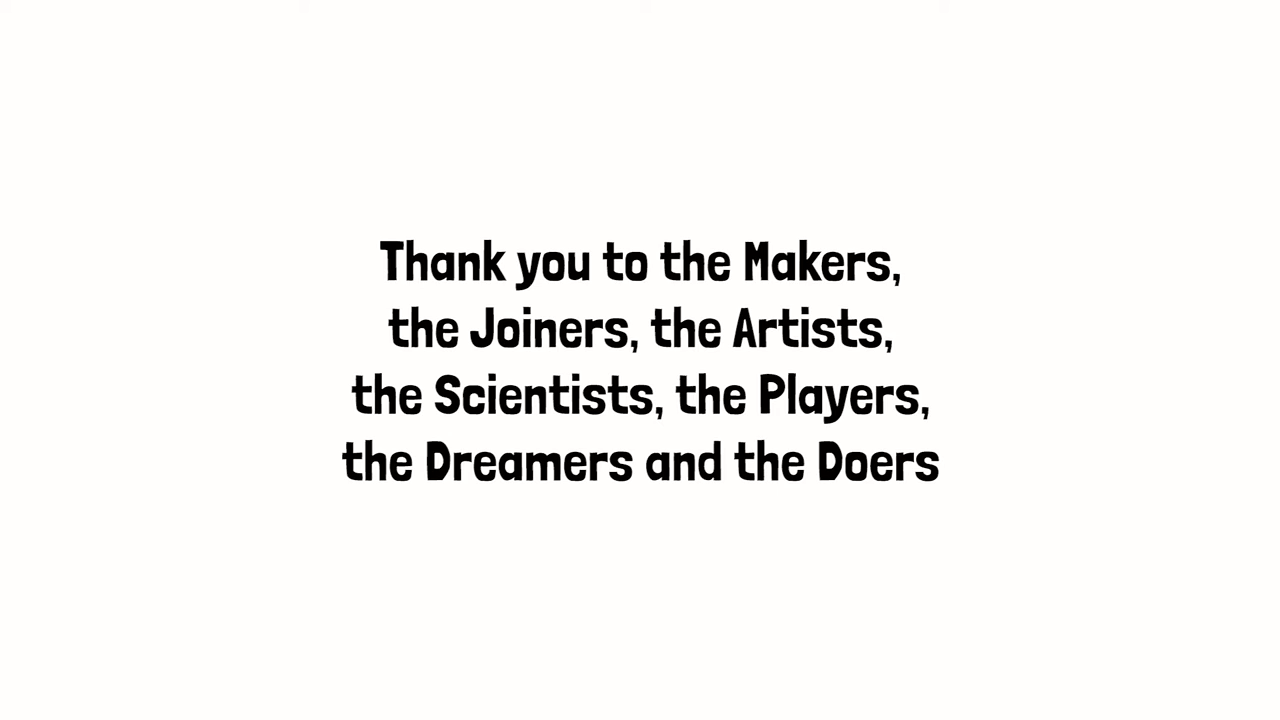 Thank you to the Makers,
the Joiners, the Artists,
the Scientists, the Players,
the Dreamers and the Doers